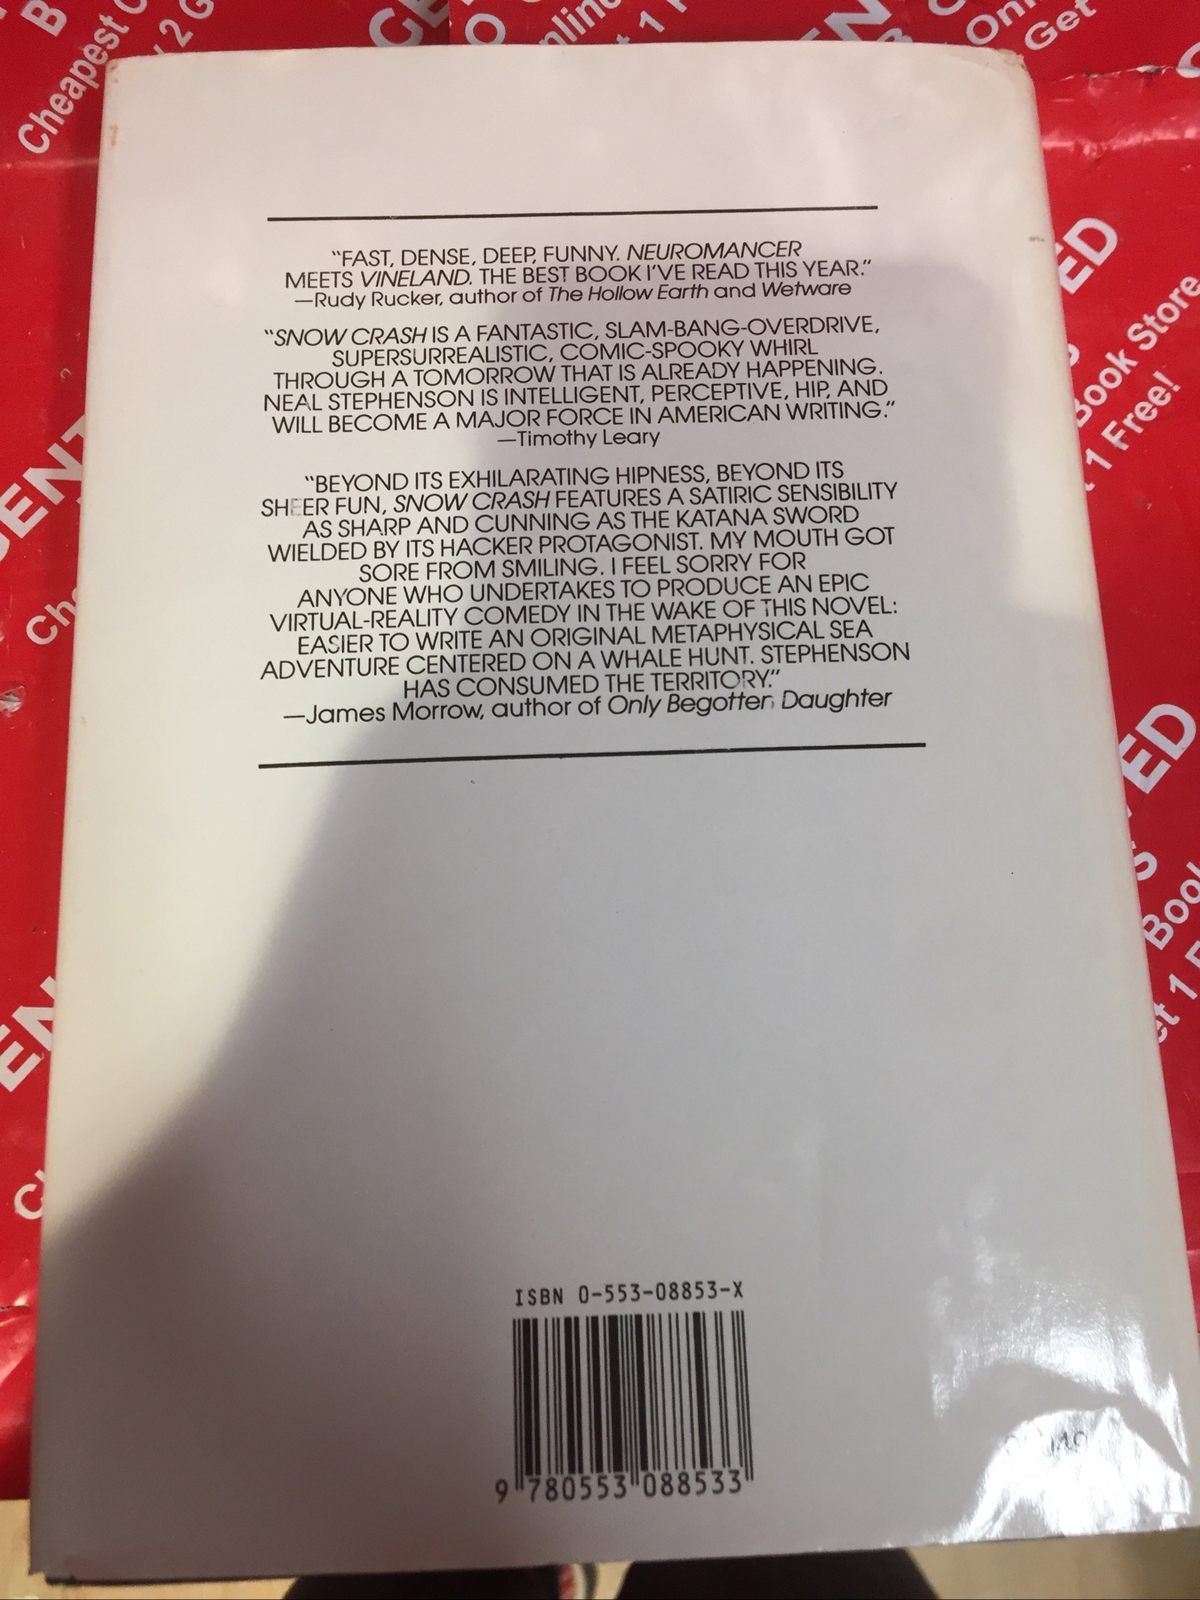 "FAST, DENSE, DEEP, FUNNY. NEUROMANCER
MEETS VINELAND. THE BEST BOOK I'VE READ THIS YEAR."
—Rudy Rucker, author of The Hollow Earth and Wetware
"SNOW CRASH IS A FANTASTIC, SLAM-BANG-OVERDRIVE,
SUPERSURREALISTIC, COMIC-SPOOKY WHIRL
THROUGH A TOMORROW THAT IS ALREADY HAPPENING.
NEAL STEPHENSON IS INTELLIGENT, PERCEPTIVE, HIP, AND
WILL BECOME A MAJOR FORCE IN AMERICAN WRITING."
—Timothy Leary
"BEYOND ITS EXHILARATING HIPNESS, BEYOND ITS
SHEER FUN, SNOW CRASH FEATURES A SATIRIC SENSIBILITY
AS SHARP AND CUNNING AS THE KATANA SWORD
WIELDED BY ITS HACKER PROTAGONIST. MY MOUTH GOT
SORE FROM SMILING. I FEEL SORRY FOR
ANYONE WHO UNDERTAKES TO PRODUCE AN EPIC
VIRTUAL-REALITY COMEDY IN THE WAKE OF THIS NOVEL:
EASIER TO WRITE AN ORIGINAL METAPHYSICAL SEA
ADVENTURE CENTERED ON A WHALE HUNT. STEPHENSON
HAS CONSUMED THE TERRITORY."
—James Morrow, author of Only Begotten Daughter
ISBN 0-553-08853-X
9 780553 088533
Cheapest
Get
Book Store
1 Free!